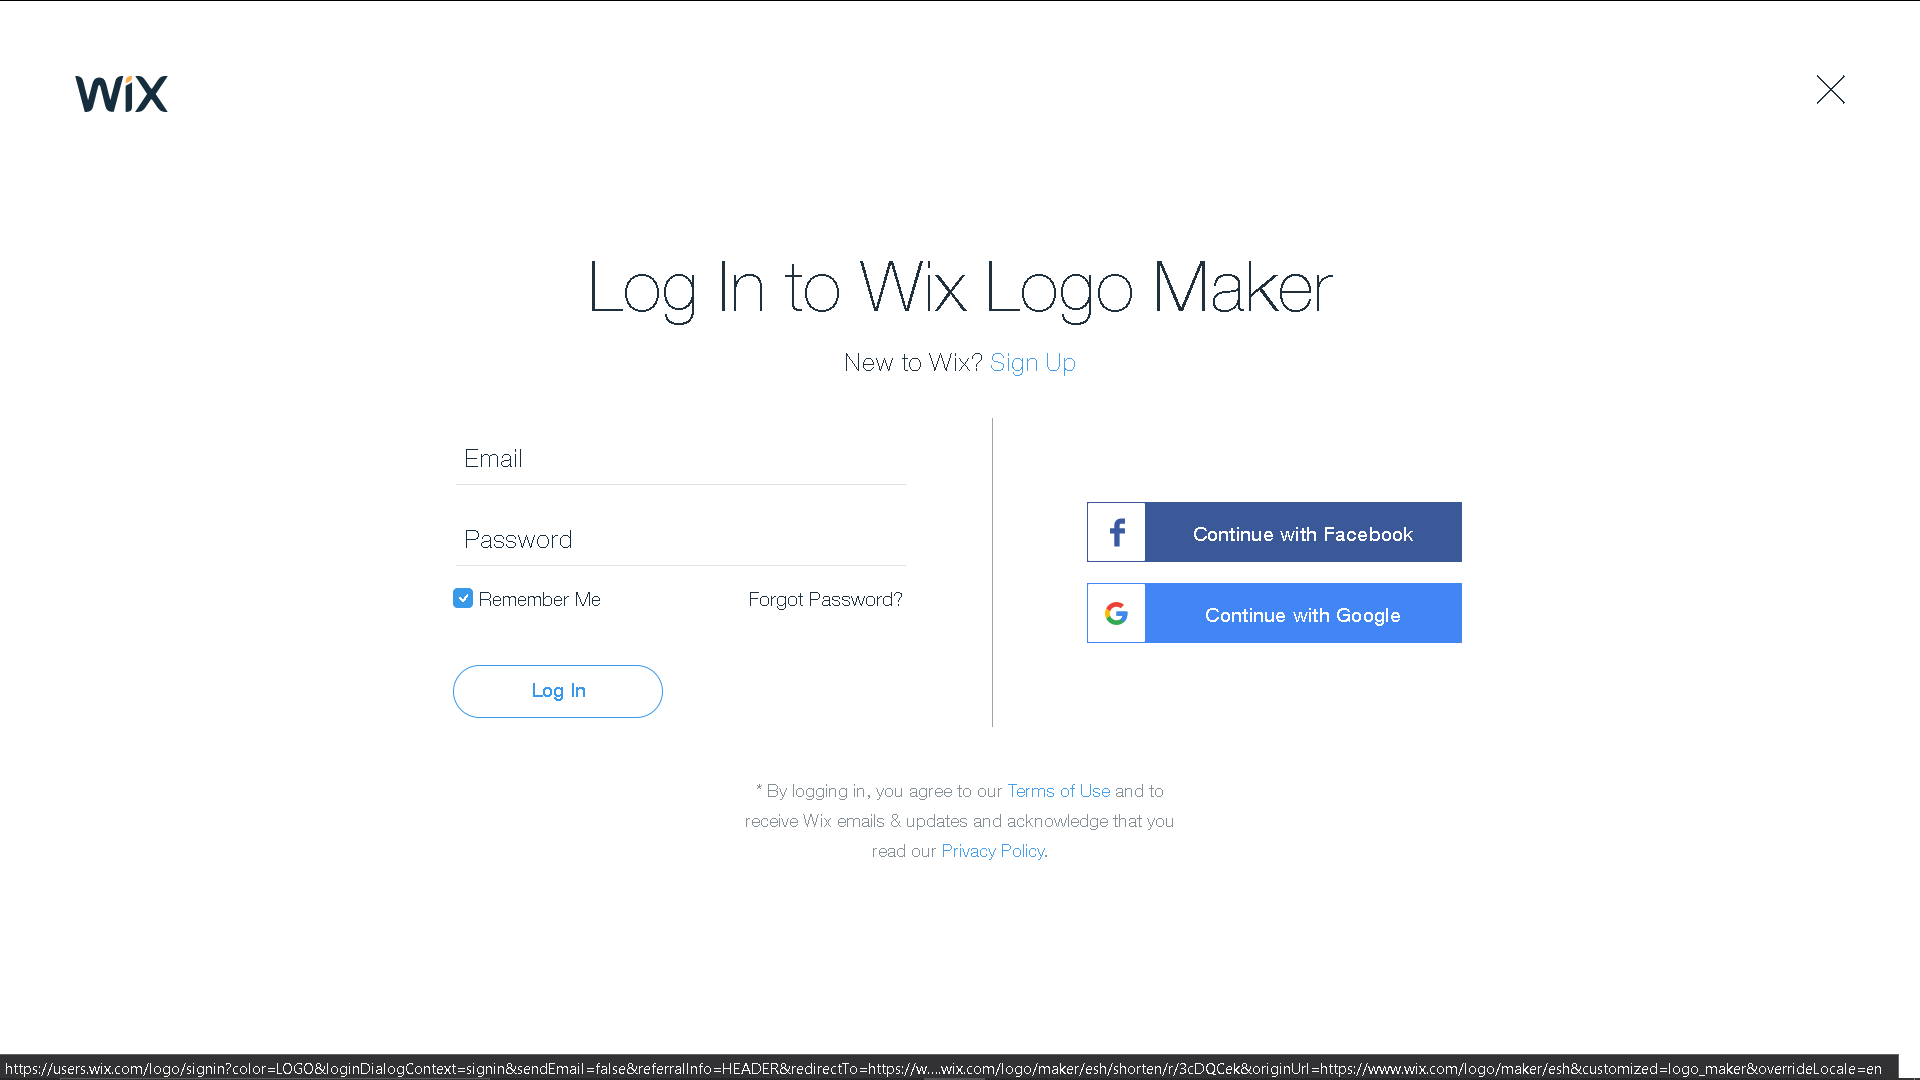 WiX
Log In to Wix Logo Maker
New to Wix? Sign Up
Email
Password
Remember Me
Forgot Password?
Log In
Continue with Facebook
Continue with Google
* By logging in, you agree to our Terms of Use and to
receive Wix emails & updates and acknowledge that you
read our Privacy Policy.
https://users.wix.com/logo/signin?color=LOGO&loginDialogContext=signin&sendEmail=false&referralInfo=HEADER&redirectTo=https://w....wix.com/logo/maker/esh/shorten/r/3cDQCek&originUrl=https://www.wix.com/logo/maker/esh&customized=logo_maker&overrideLocale=en